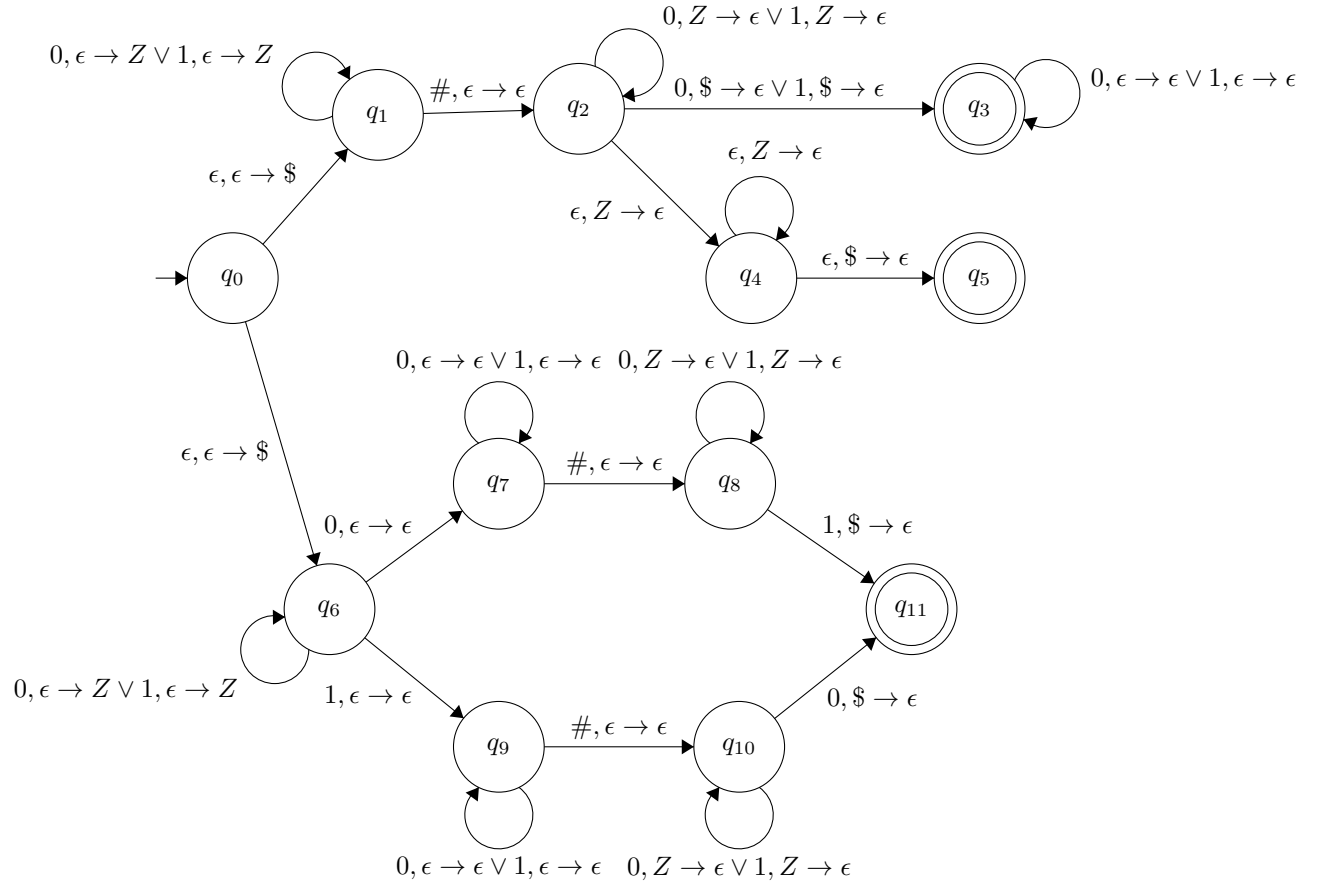 0, Z → ϵ ∨ 1, Z → ϵ
0, ϵ → Z ∨ 1, ϵ → Z
#, ϵ → ϵ
0, $ → ϵ ∨ 1, $ → ϵ
0, ϵ → ϵ ∨ 1, ϵ → ϵ
q1
q2
q3
ϵ, ϵ → $
ϵ, Z → ϵ
ϵ, Z → ϵ
q0
q4
ϵ, $ → ϵ
q5
0, ϵ → ϵ ∨ 1, ϵ → ϵ
0, Z → ϵ ∨ 1, Z → ϵ
ϵ, ϵ → $
q7
#, ϵ → ϵ
q8
0, ϵ → ϵ
1, $ → ϵ
q6
q11
0, ϵ → Z ∨ 1, ϵ → Z
1, ϵ → ϵ
0, $ → ϵ
q9
#, ϵ → ϵ
q10
0, ϵ → ϵ ∨ 1, ϵ → ϵ
0, Z → ϵ ∨ 1, Z → ϵ